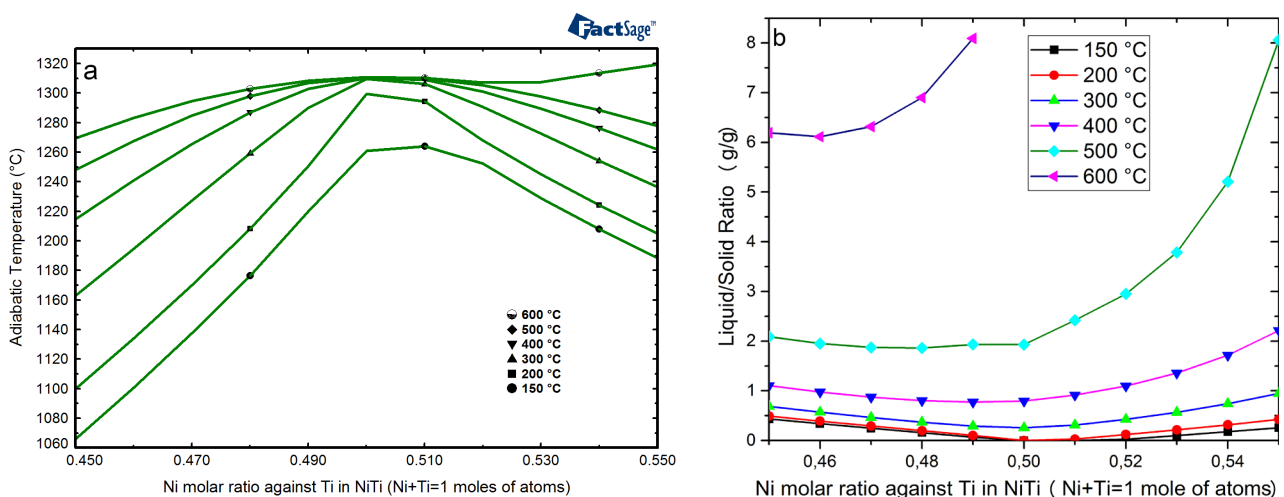 FactSage™
a
1320
1300
1280
1260
1240
1220
1200
1180
1160
1140
1120
1100
1080
1060
Adiabatic Temperature (°C)
600 °C
500 °C
400 °C
300 °C
200 °C
150 °C
0.450
0.470
0.490
0.510
0.530
0.550
Ni molar ratio against Ti in NiTi (Ni+Ti=1 moles of atoms)
b
8
7
6
5
4
3
2
1
0
Liquid/Solid Ratio (g/g)
150 °C
200 °C
300 °C
400 °C
500 °C
600 °C
0,46
0,48
0,50
0,52
0,54
Ni molar ratio against Ti in NiTi ( Ni+Ti=1 mole of atoms)